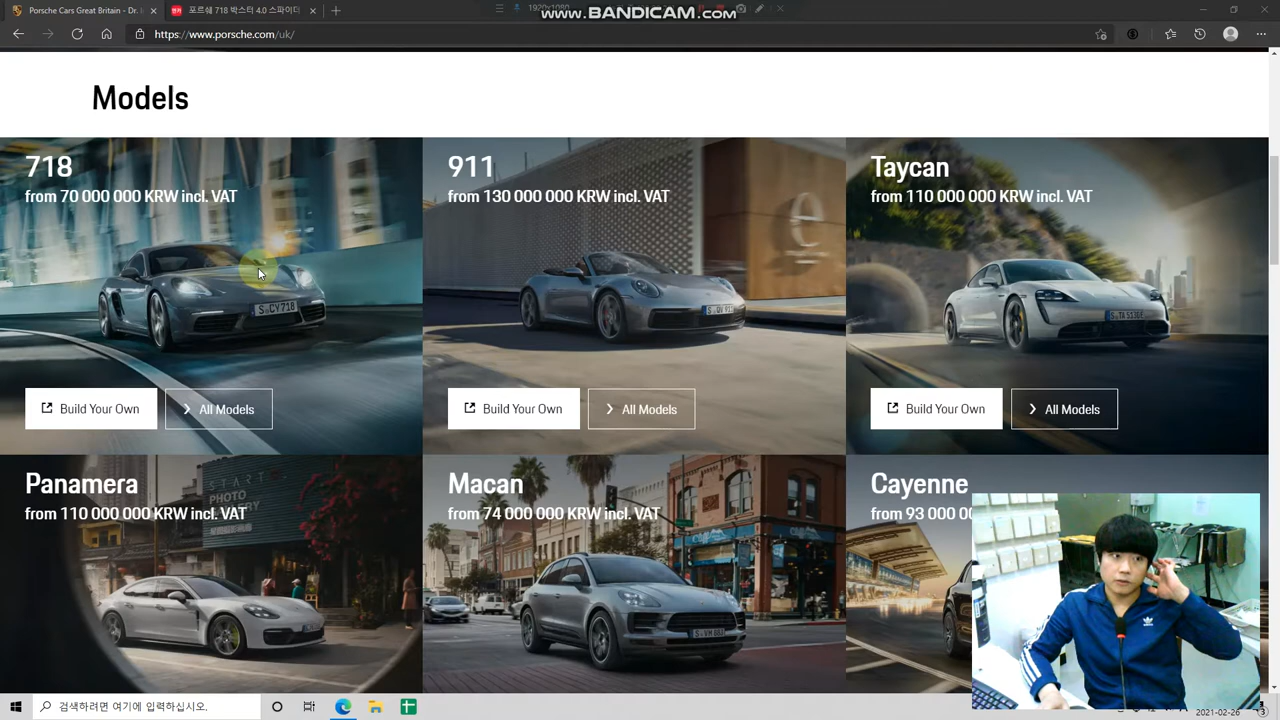 Porsche Cars Great Britain - Dr. I
포르쉐 718 박스터 4.0 스파이더
1920x1080
WWW.BANDICAM.COM
https://www.porsche.com/uk/
Models
718
from 70 000 000 KRW incl. VAT
S·CY718
Build Your Own
All Models
911
from 130 000 000 KRW incl. VAT
Build Your Own
All Models
Taycan
from 110 000 000 KRW incl. VAT
Build Your Own
All Models
Panamera
from 110 000 000 KRW incl. VAT
PHOTO
Macan
from 74 000 000 KRW incl. VAT
Cayenne
from 93 000
검색하려면 여기에 입력하십시오.
2021-02-26
3